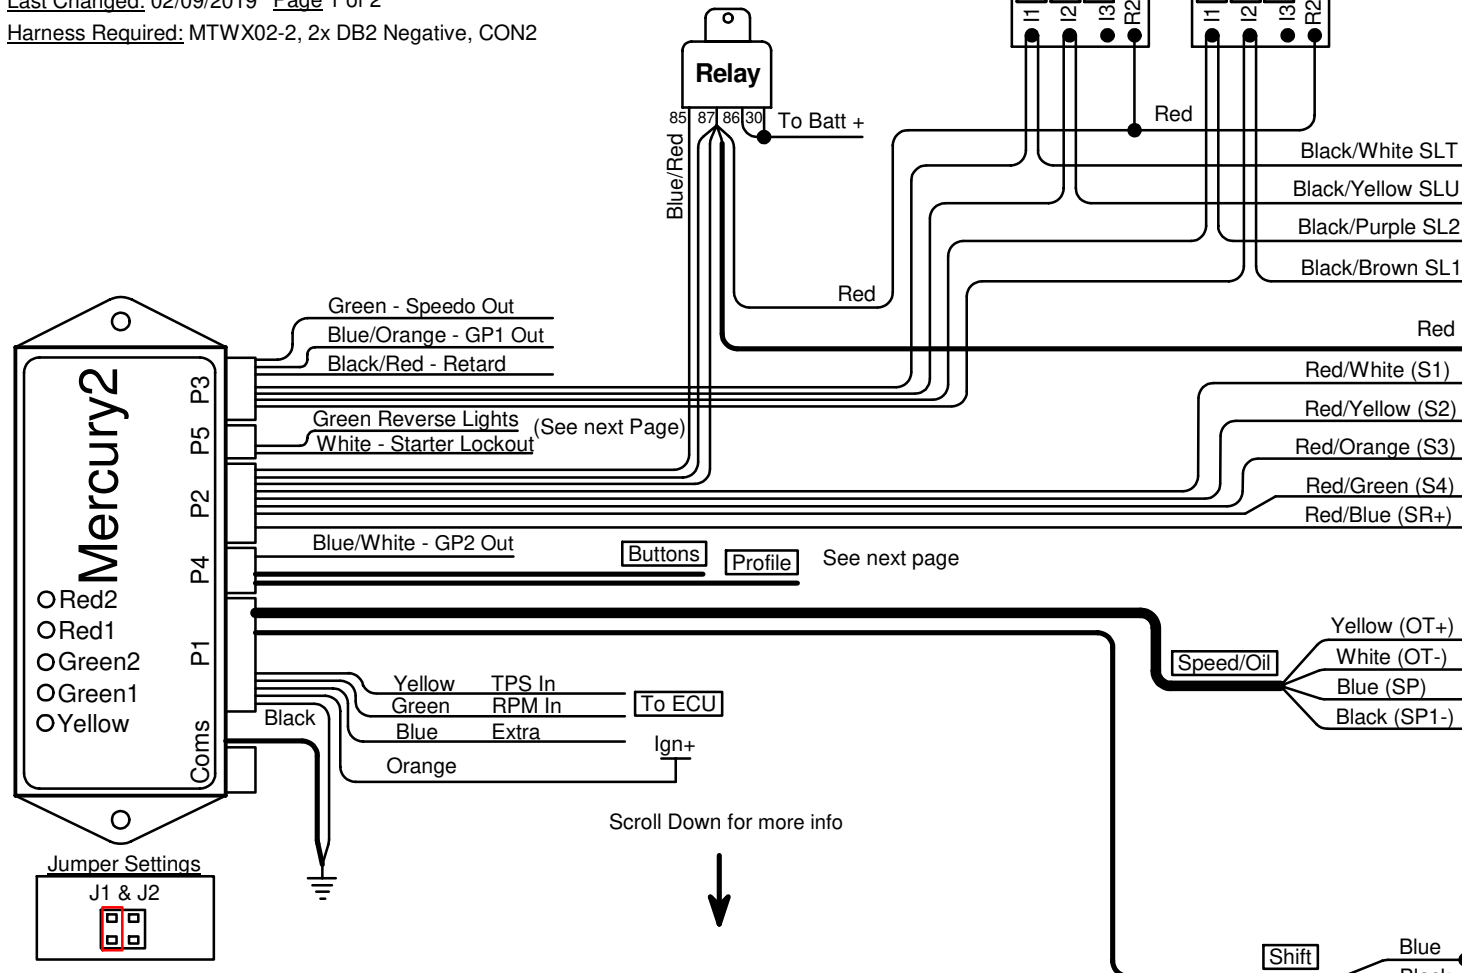 Last Changed: 02/09/2019 Page 1 of 2
Harness Required: MTWX02-2, 2x DB2 Negative, CON2
I1 I2 I3 R2
I1 I2 I3 R2
Relay
85 87 86 30
To Batt +
Blue/Red
Red
Black/White SLT
Black/Yellow SLU
Black/Purple SL2
Black/Brown SL1
Red
Red
Green - Speedo Out
Blue/Orange - GP1 Out
Black/Red - Retard
Green Reverse Lights
White - Starter Lockout
(See next Page)
Red/White (S1)
Red/Yellow (S2)
Red/Orange (S3)
Red/Green (S4)
Red/Blue (SR+)
Blue/White - GP2 Out
Buttons
Profile
See next page
Mercury2
P3
P5
P2
P4
P1
Coms
Red2
Red1
Green2
Green1
Yellow
Black
Yellow TPS In
Green RPM In
Blue Extra
Orange
To ECU
Ign+
Speed/Oil
Yellow (OT+)
White (OT-)
Blue (SP)
Black (SP1-)
Scroll Down for more info
Jumper Settings
J1 & J2
Shift
Blue
Black